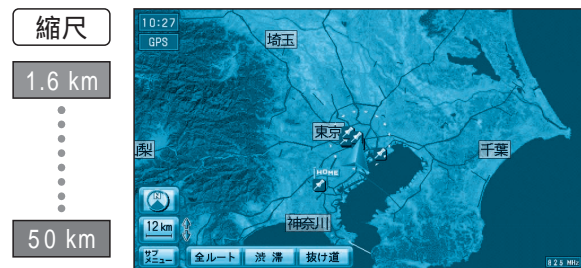 縮尺
1.6 km
50 km
10:27
GPS
埼玉
東京
梨
千葉
HOME
神奈川
12km
サブメニュー
全ルート
渋滞
抜け道
825 MHz